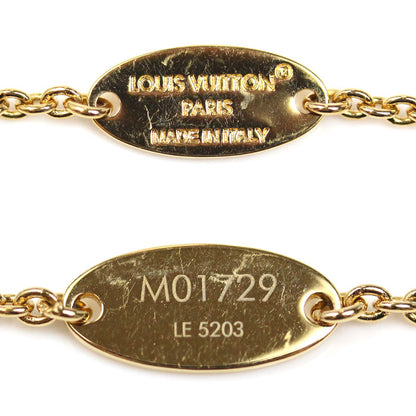 LOUIS VUITTON®
PARIS
MADE IN ITALY
M01729
LE 5203